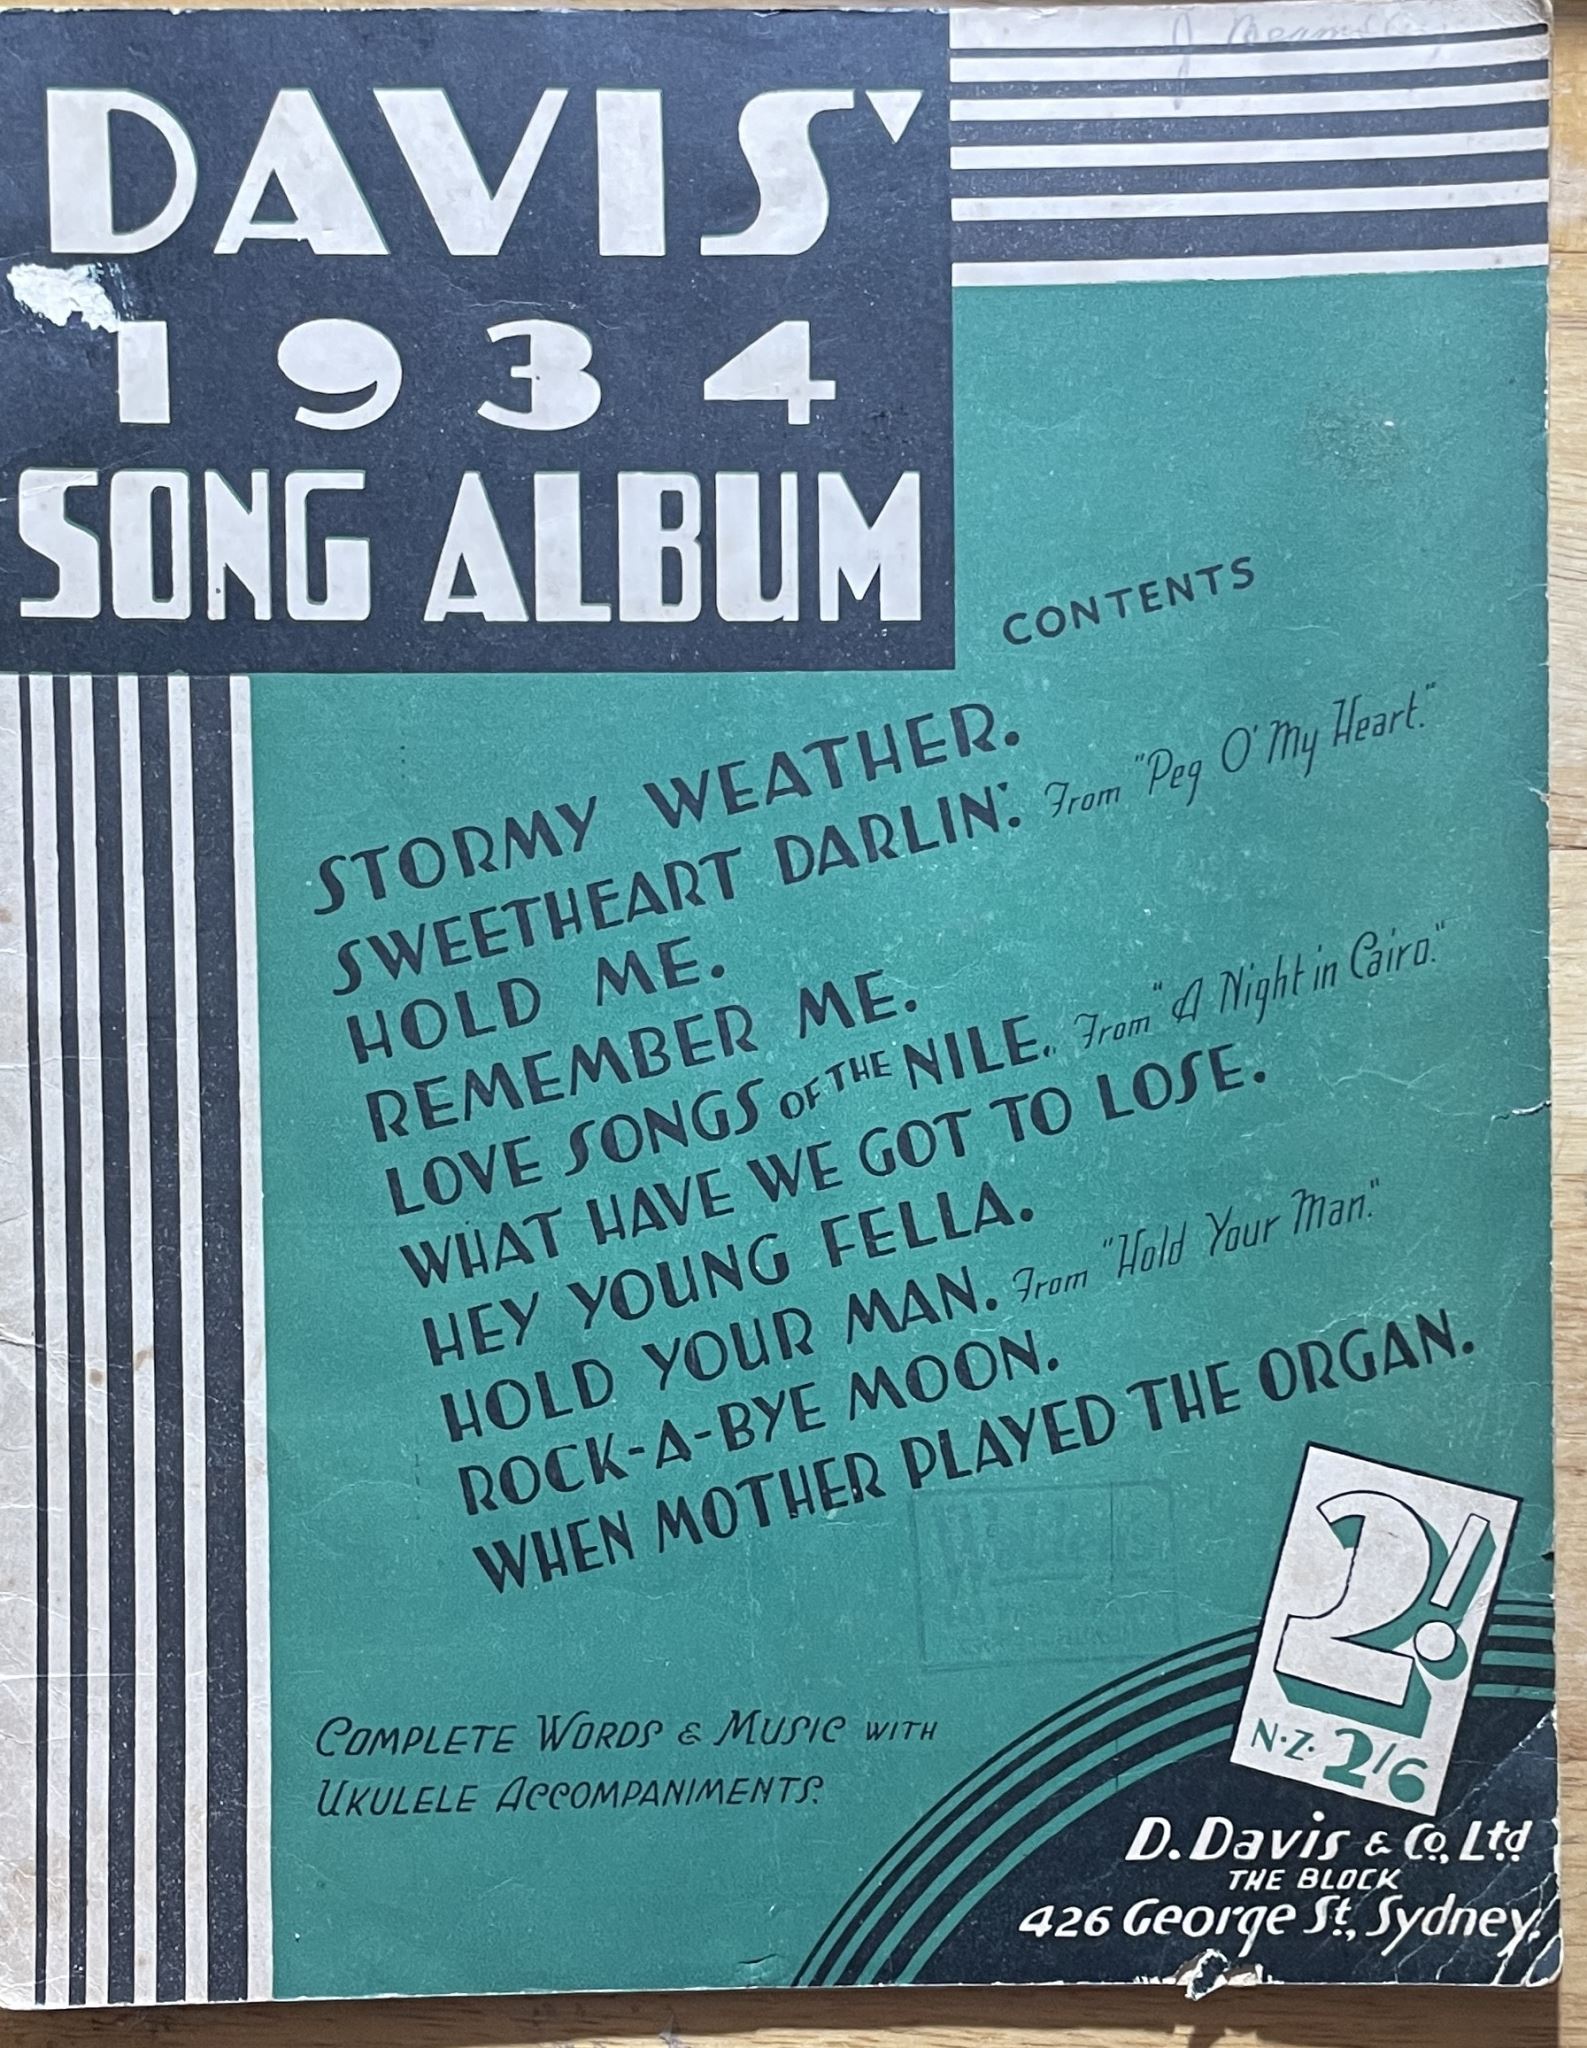 DAVIS'
1934
SONG ALBUM
CONTENTS
STORMY WEATHER.
SWEETHEART DARLIN'. From "Peg O' My Heart."
HOLD ME.
REMEMBER ME.
LOVE SONGS OF THE NILE. From "A Night in Cairo."
WHAT HAVE WE GOT TO LOSE.
HEY YOUNG FELLA.
HOLD YOUR MAN. From "Hold Your Man."
ROCK-A-BYE MOON.
WHEN MOTHER PLAYED THE ORGAN.
COMPLETE WORDS & MUSIC WITH
UKULELE ACCOMPANIMENTS.
2!
N.Z. 2/6
D. Davis & Co, Ltd
THE BLOCK
426 George St, Sydney.